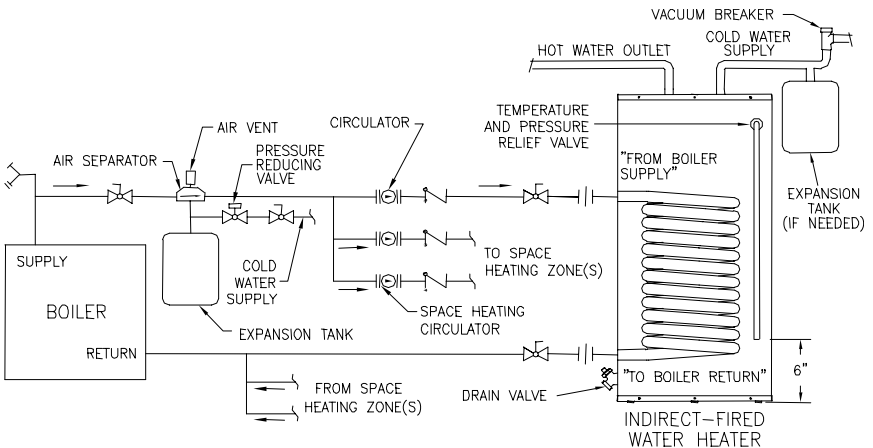 VACUUM BREAKER
HOT WATER OUTLET
COLD WATER
SUPPLY
TEMPERATURE
AND PRESSURE
RELIEF VALVE
AIR VENT
CIRCULATOR
PRESSURE
REDUCING
VALVE
AIR SEPARATOR
"FROM BOILER
SUPPLY"
EXPANSION
TANK
(IF NEEDED)
SUPPLY
BOILER
RETURN
COLD
WATER
SUPPLY
TO SPACE
HEATING ZONE(S)
SPACE HEATING
CIRCULATOR
EXPANSION TANK
FROM SPACE
HEATING ZONE(S)
DRAIN VALVE
"TO BOILER RETURN"
6"
INDIRECT-FIRED
WATER HEATER